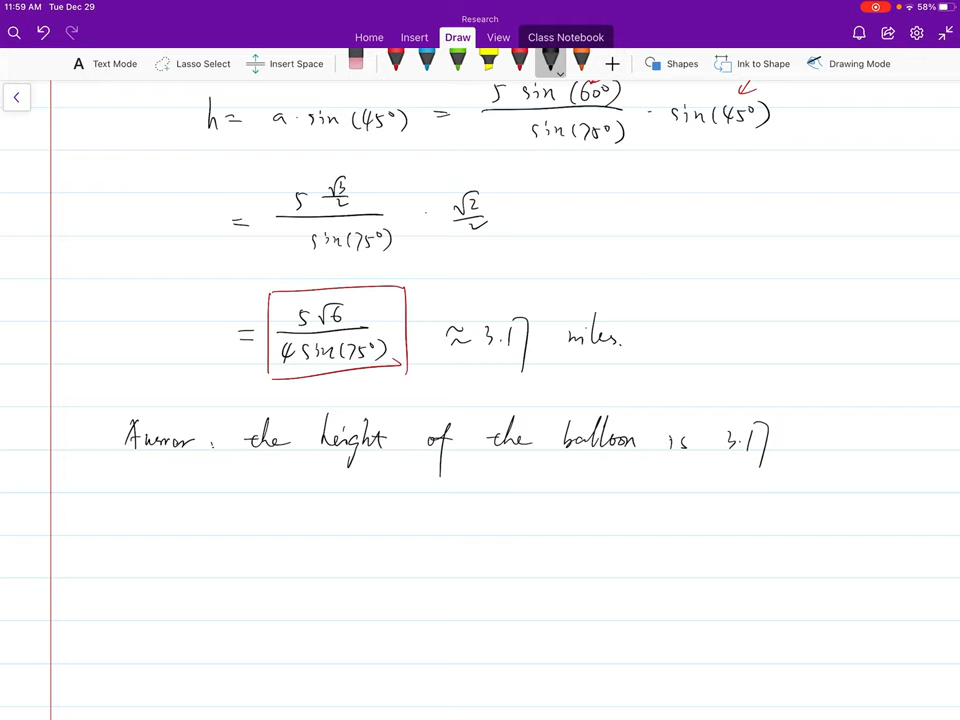 11:59 AM Tue Dec 29 58%
Research
Home Insert Draw View Class Notebook
A Text Mode Lasso Select Insert Space + Shapes Ink to Shape Drawing Mode
h = a · sin (45°) = 5 sin (60°) / sin(75°) · sin (45°)
= 5 √3/2 / sin(75°) · √2/2
= 5√6 / 4 sin(75°) ≈ 3.17 miles.
Answer: the height of the balloon is 3.17